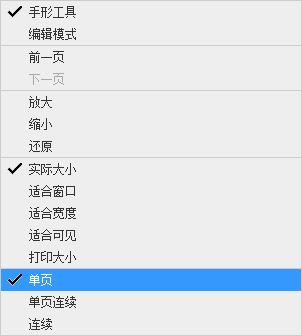 手形工具
编辑模式
前一页
下一页
放大
缩小
还原
实际大小
适合窗口
适合宽度
适合可见
打印大小
单页
单页连续
连续